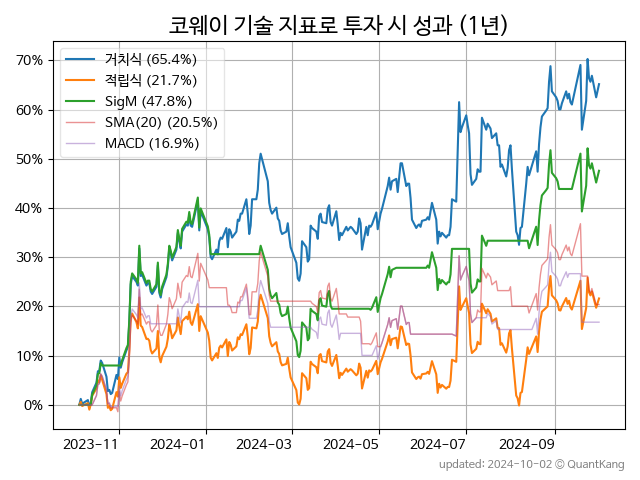 코웨이 기술 지표로 투자 시 성과 (1년)
거치식 (65.4%)
적립식 (21.7%)
SigM (47.8%)
SMA(20) (20.5%)
MACD (16.9%)
70%
60%
50%
40%
30%
20%
10%
0%
2023-11
2024-01
2024-03
2024-05
2024-07
2024-09
updated: 2024-10-02 © QuantKang